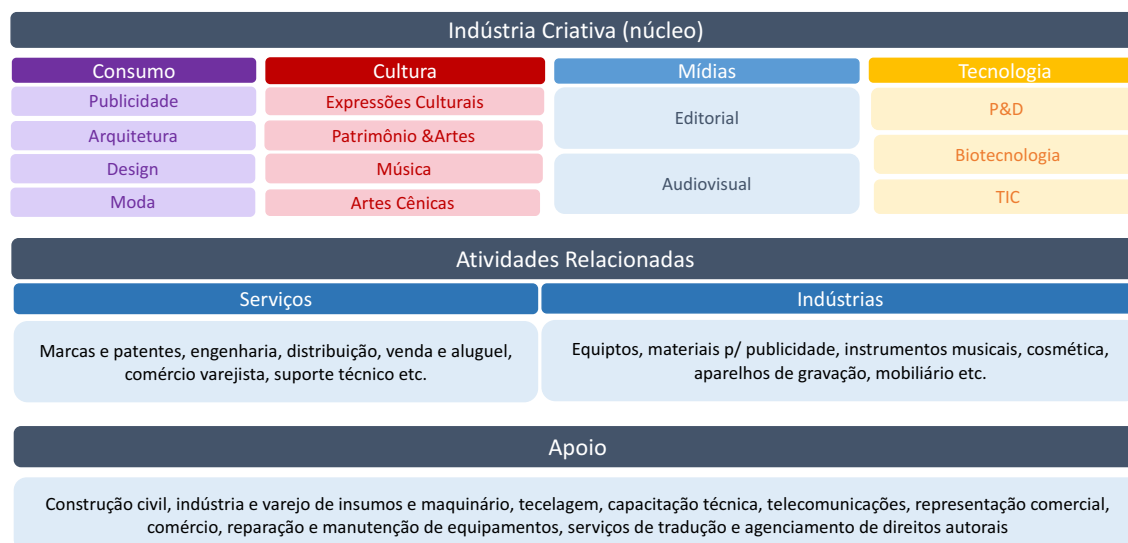 Indústria Criativa (núcleo)
Consumo
Cultura
Mídias
Tecnologia
Publicidade
Arquitetura
Design
Moda
Expressões Culturais
Patrimônio &Artes
Música
Artes Cênicas
Editorial
Audiovisual
P&D
Biotecnologia
TIC
Atividades Relacionadas
Serviços
Indústrias
Marcas e patentes, engenharia, distribuição, venda e aluguel,
comércio varejista, suporte técnico etc.
Equiptos, materiais p/ publicidade, instrumentos musicais, cosmética,
aparelhos de gravação, mobiliário etc.
Apoio
Construção civil, indústria e varejo de insumos e maquinário, tecelagem, capacitação técnica, telecomunicações, representação comercial,
comércio, reparação e manutenção de equipamentos, serviços de tradução e agenciamento de direitos autorais